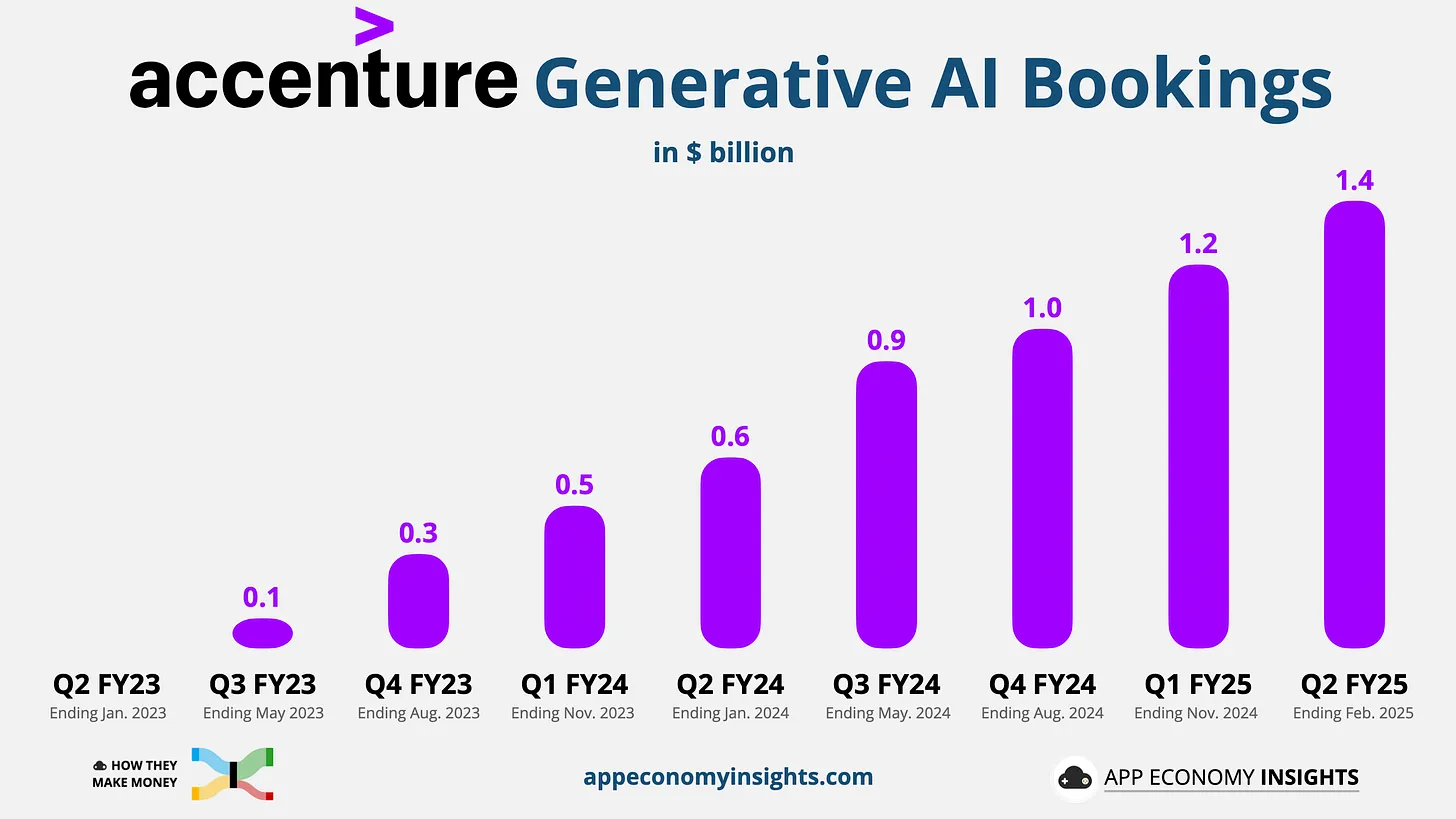 >
accenture Generative AI Bookings
in $ billion
0.1
0.3
0.5
0.6
0.9
1.0
1.2
1.4
Q2 FY23
Ending Jan. 2023
Q3 FY23
Ending May 2023
Q4 FY23
Ending Aug. 2023
Q1 FY24
Ending Nov. 2023
Q2 FY24
Ending Jan. 2024
Q3 FY24
Ending May. 2024
Q4 FY24
Ending Aug. 2024
Q1 FY25
Ending Nov. 2024
Q2 FY25
Ending Feb. 2025
HOW THEY
MAKE MONEY
appeconomyinsights.com
APP ECONOMY INSIGHTS